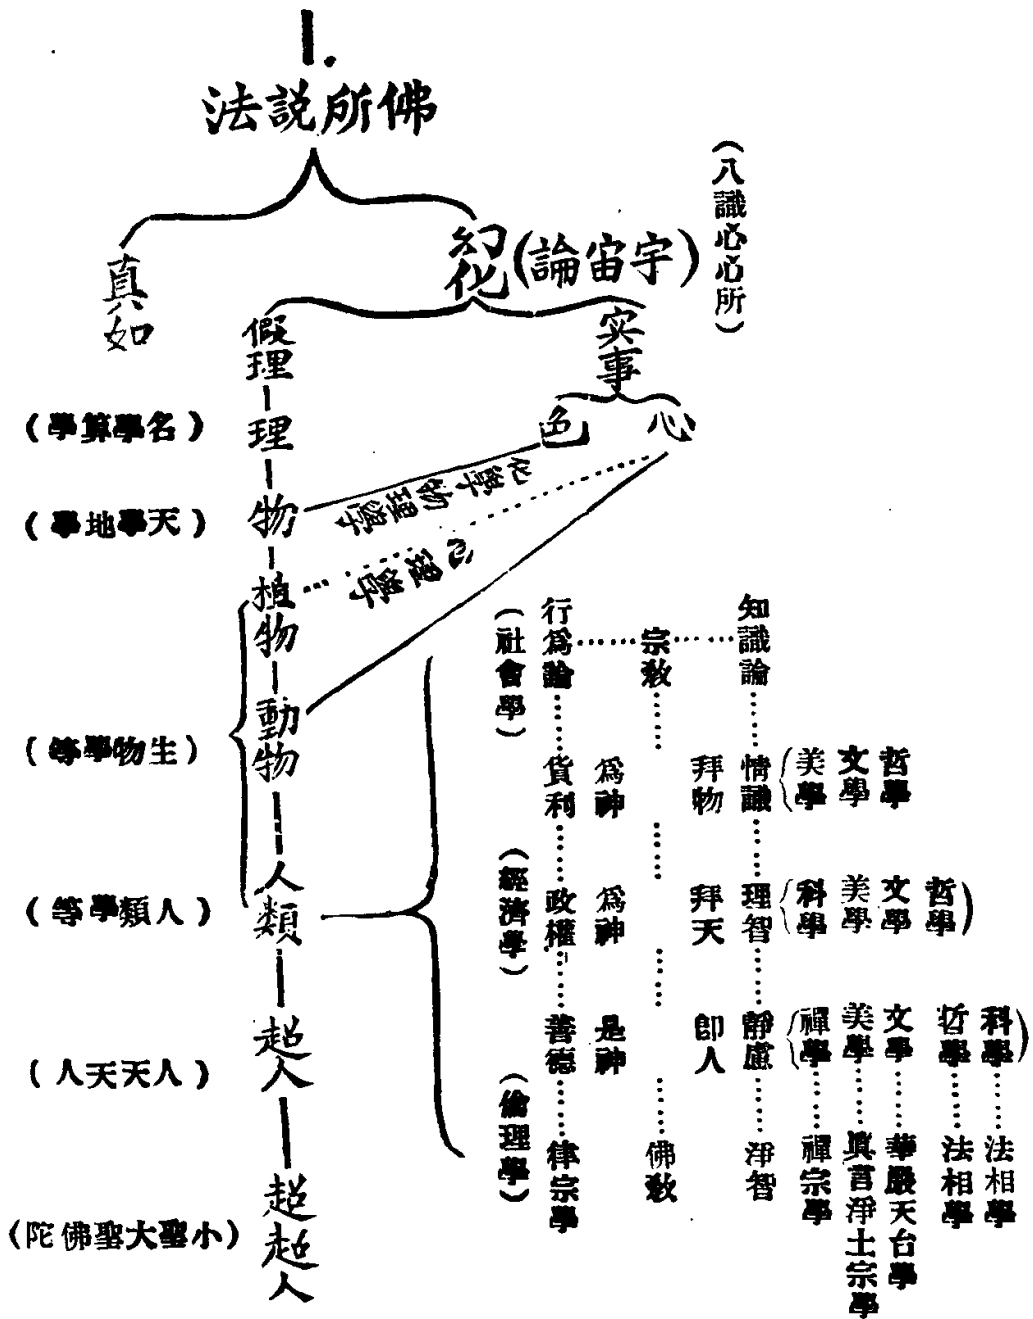 佛所說法
真如
幻化(宇宙論)
(八識心心所)
假理
实事
(名學算學)
理
色
心
化學物理學
(天學地學)
物
心理學
植物
(生物學等)
動物
(人類學等)
人類
(人天天人)
超人
(小聖大聖佛陀)
超超人
(社會學)
行為論
宗教
知識論
貨利
為神
拜物
情識
美學
文學
哲學
(經濟學)
政權
為神
拜天
理智
(科學
美學
文學
哲學)
(倫理學)
善德
是神
即人
靜慮
(禪學
美學
文學
哲學
科學)
律宗學
佛教
淨智
禪宗學
真言淨土宗學
華嚴天台學
法相學
法相學